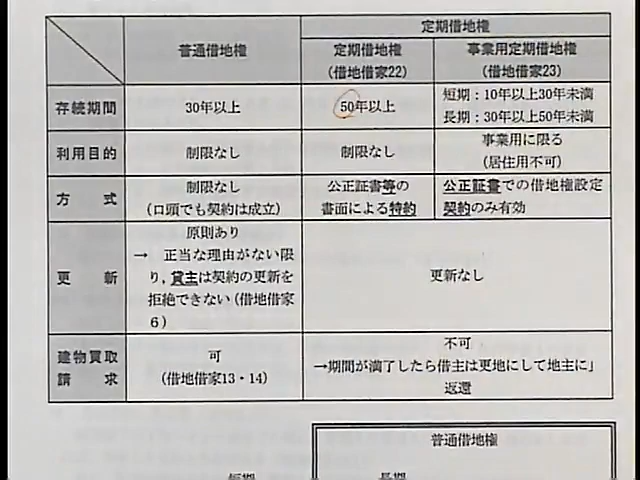 定期借地権
普通借地権
定期借地権
(借地借家22)
事業用定期借地権
(借地借家23)
存続期間
30年以上
50年以上
短期：10年以上30年未満
長期：30年以上50年未満
利用目的
制限なし
制限なし
事業用に限る
(居住用不可)
方　式
制限なし
(口頭でも契約は成立)
公正証書等の
書面による特約
公正証書での借地権設定
契約のみ有効
更　新
原則あり
→　正当な理由がない限
り，貸主は契約の更新を
拒絶できない(借地借家
6)
更新なし
建物買取
請　求
可
(借地借家13・14)
不可
→期間が満了したら借主は更地にして地主に」
返還
普通借地権
短期
長期